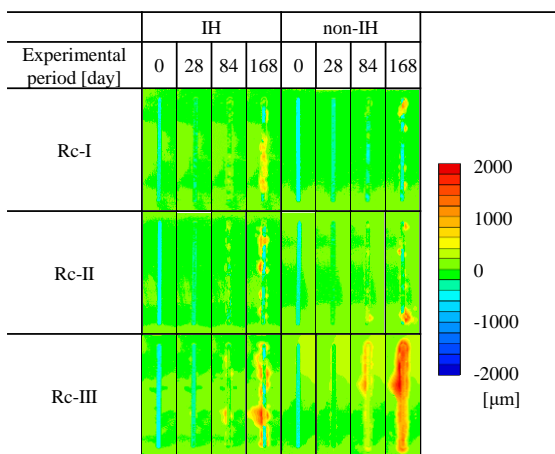 IH non-IH
Experimental
period [day]
0 28 84 168 0 28 84 168
Rc-I
Rc-II
Rc-III
2000
1000
0
-1000
-2000
[μm]